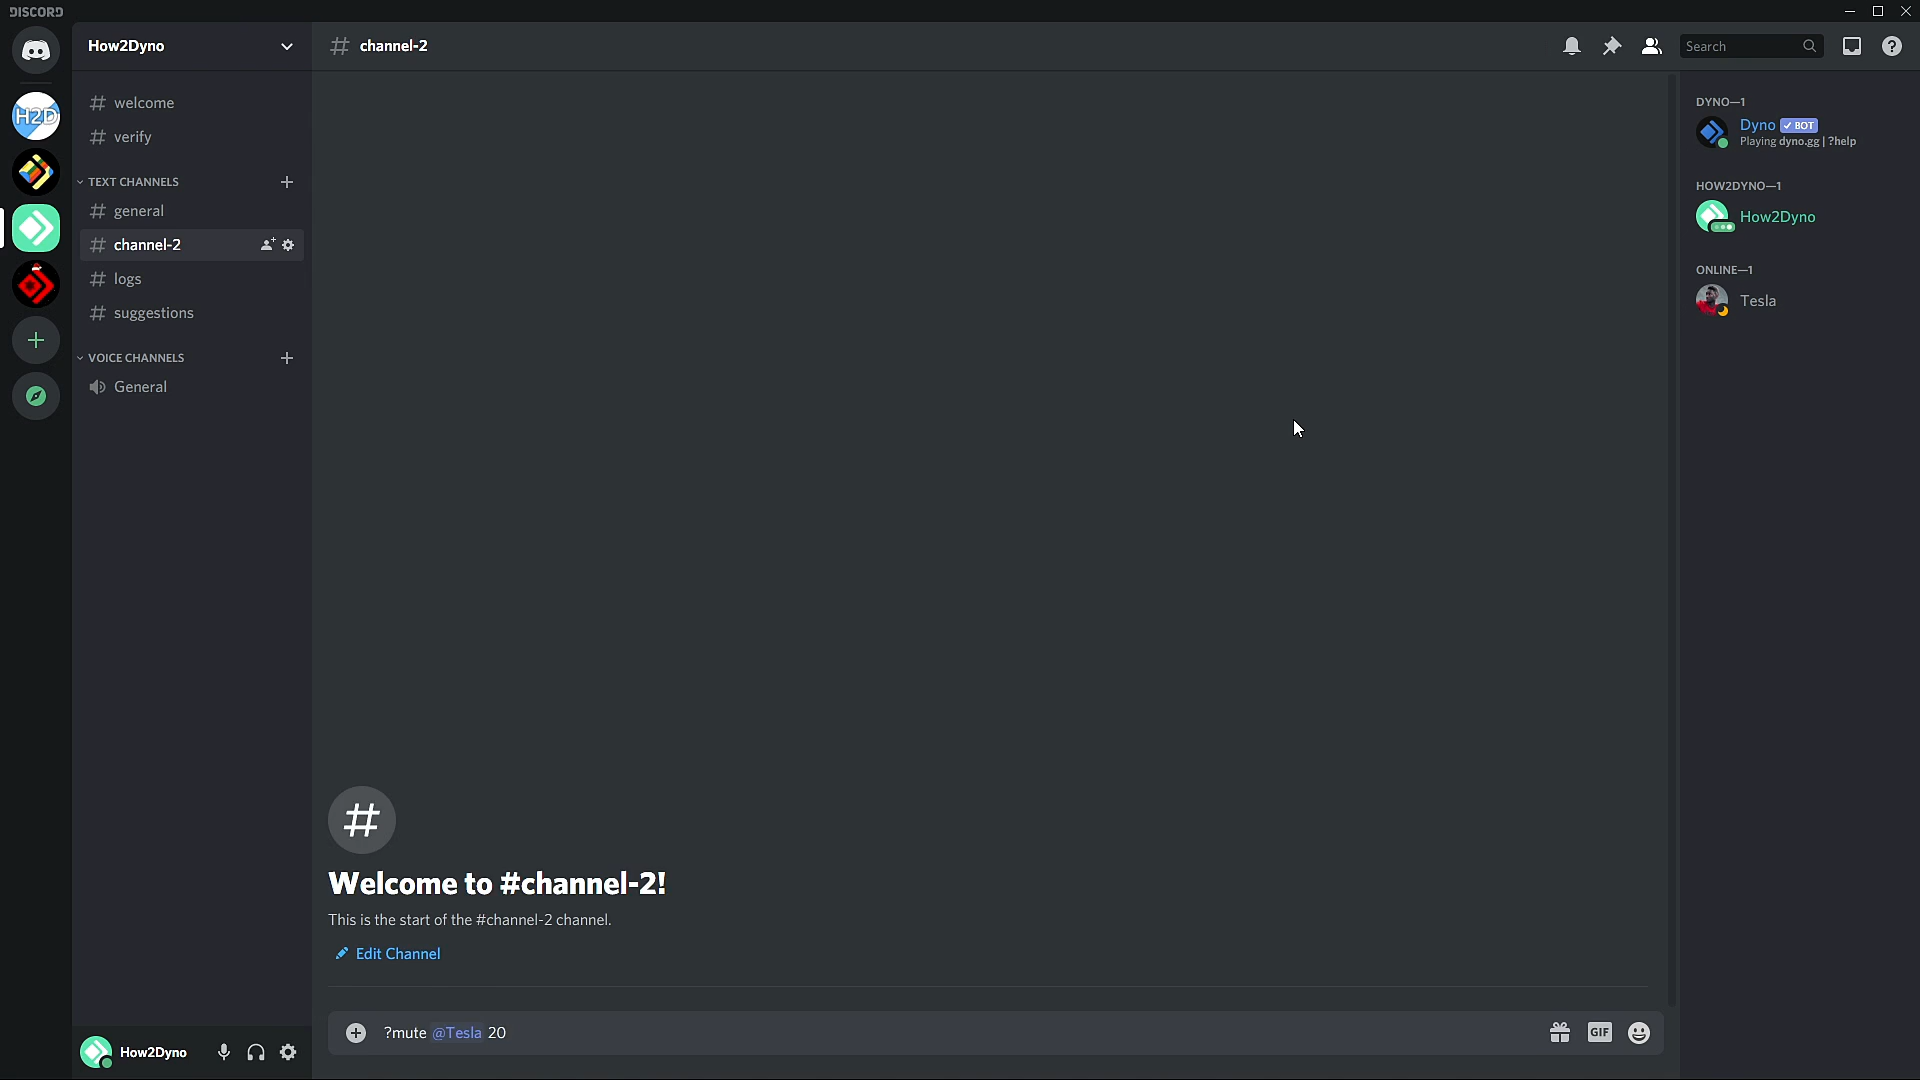 DISCORD
How2Dyno
channel-2
Search
H2D
welcome
verify
TEXT CHANNELS
general
channel-2
logs
suggestions
VOICE CHANNELS
General
DYNO—1
Dyno ✓ BOT
Playing dyno.gg | ?help
HOW2DYNO—1
How2Dyno
ONLINE—1
Tesla
Welcome to #channel-2!
This is the start of the #channel-2 channel.
Edit Channel
?mute @Tesla 20
GIF
How2Dyno